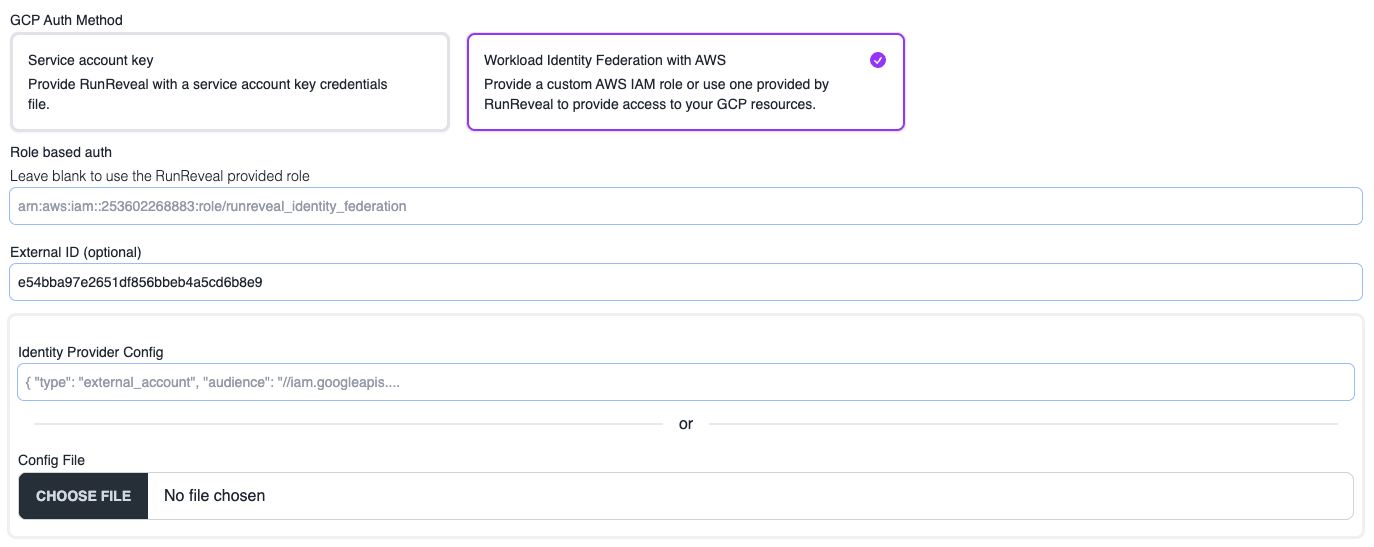 GCP Auth Method
Service account key
Provide RunReveal with a service account key credentials
file.
Workload Identity Federation with AWS
Provide a custom AWS IAM role or use one provided by
RunReveal to provide access to your GCP resources.
Role based auth
Leave blank to use the RunReveal provided role
arn:aws:iam::253602268883:role/runreveal_identity_federation
External ID (optional)
e54bba97e2651df856bbeb4a5cd6b8e9
Identity Provider Config
{ "type": "external_account", "audience": "//iam.googleapis....
or
Config File
CHOOSE FILE No file chosen